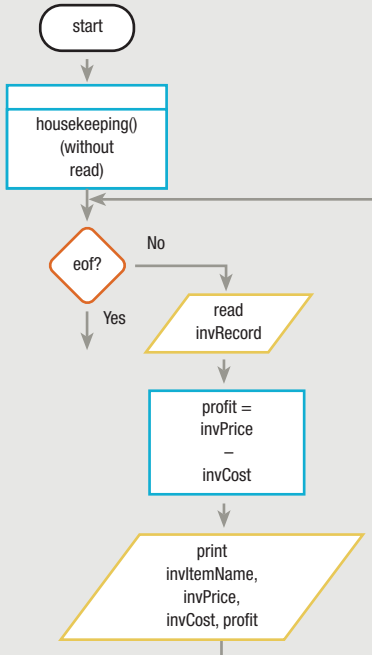 start
housekeeping()
(without
read)
eof?
No
Yes
read
invRecord
profit =
invPrice
–
invCost
print
invItemName,
invPrice,
invCost, profit